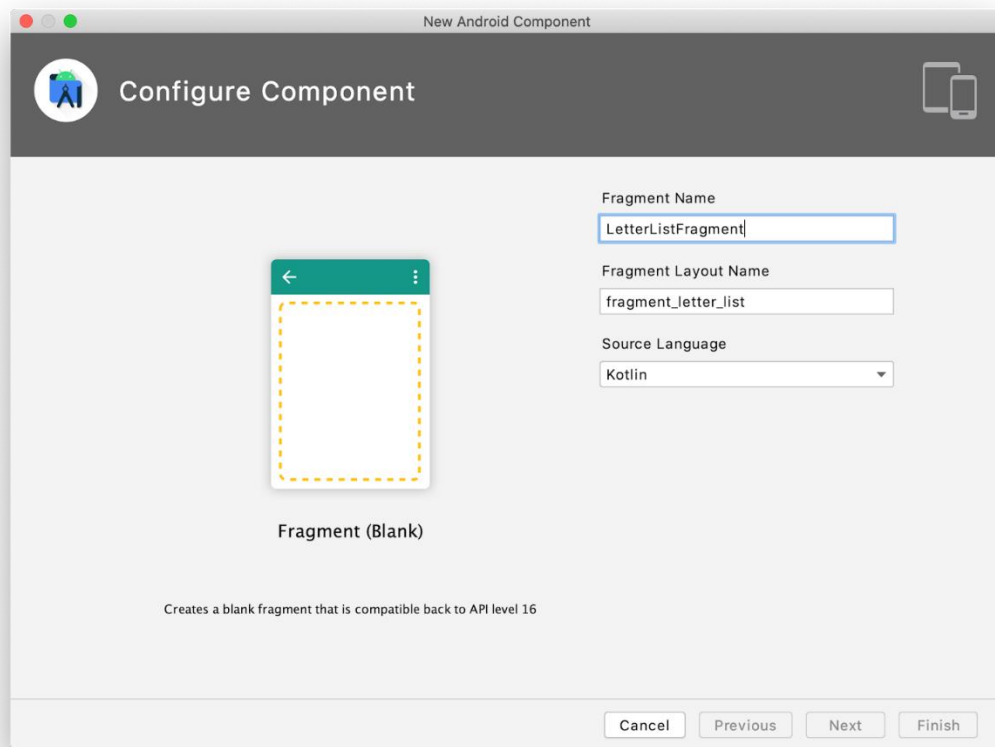 New Android Component
Configure Component
Fragment Name
LetterListFragment
Fragment Layout Name
fragment_letter_list
Source Language
Kotlin
Fragment (Blank)
Creates a blank fragment that is compatible back to API level 16
Cancel
Previous
Next
Finish